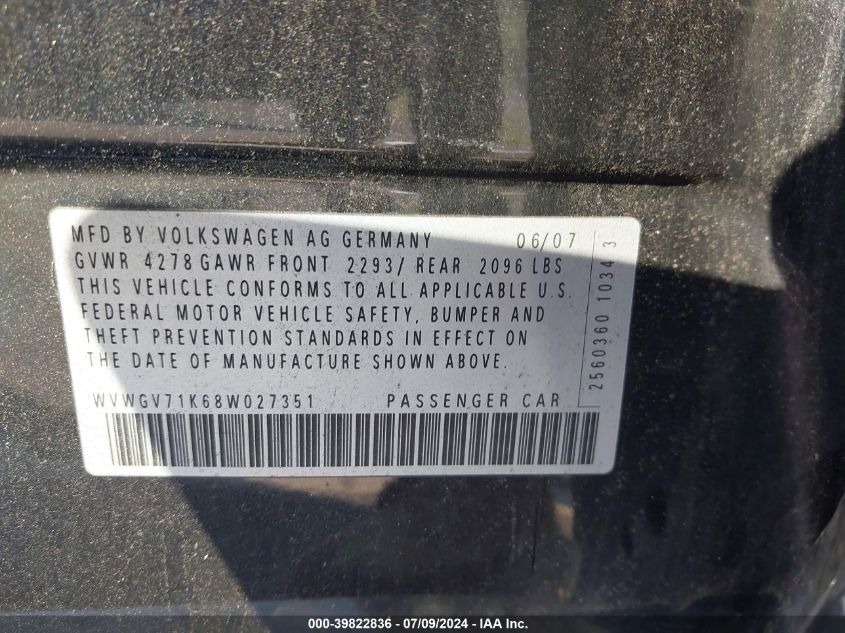 MFD BY VOLKSWAGEN AG GERMANY 06/07
GVWR 4278 GAWR FRONT 2293/ REAR 2096 LBS
THIS VEHICLE CONFORMS TO ALL APPLICABLE U.S.
FEDERAL MOTOR VEHICLE SAFETY, BUMPER AND
THEFT PREVENTION STANDARDS IN EFFECT ON
THE DATE OF MANUFACTURE SHOWN ABOVE.
WVWGV71K68W027351 PASSENGER CAR
2560360 10343
000-39822836 - 07/09/2024 - IAA Inc.